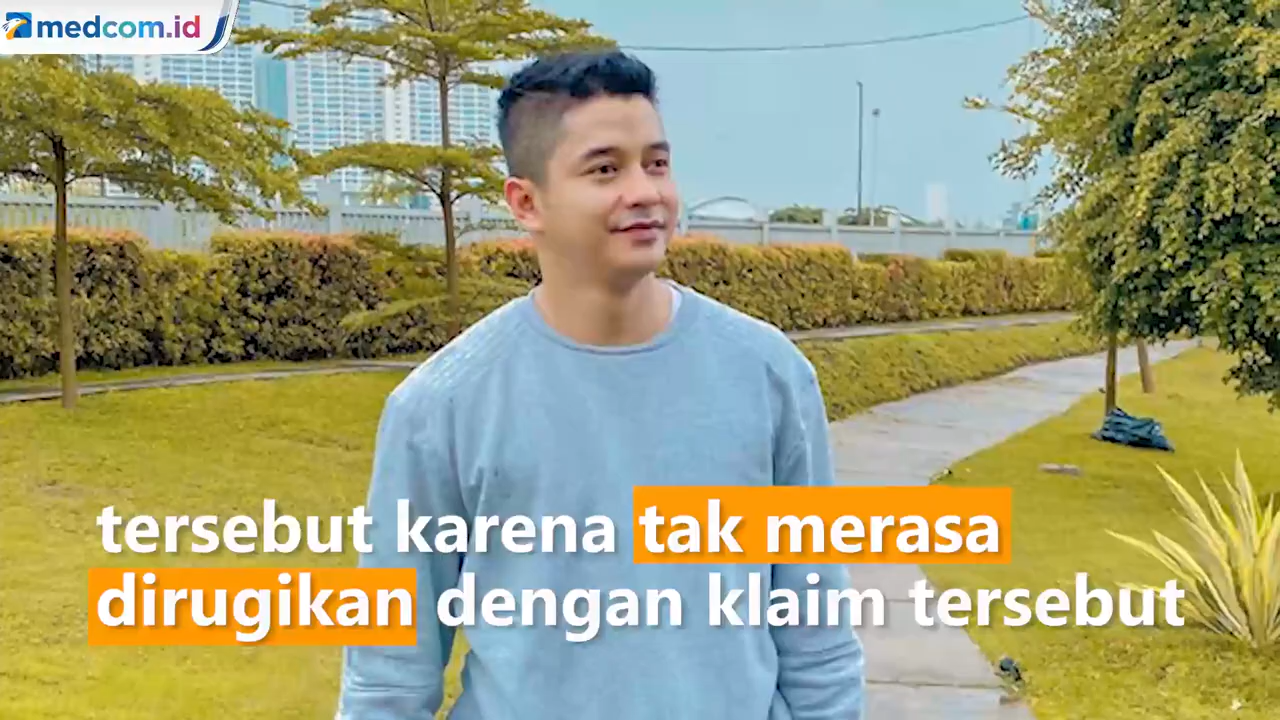 medcom.id
tersebut karena tak merasa
dirugikan dengan klaim tersebut